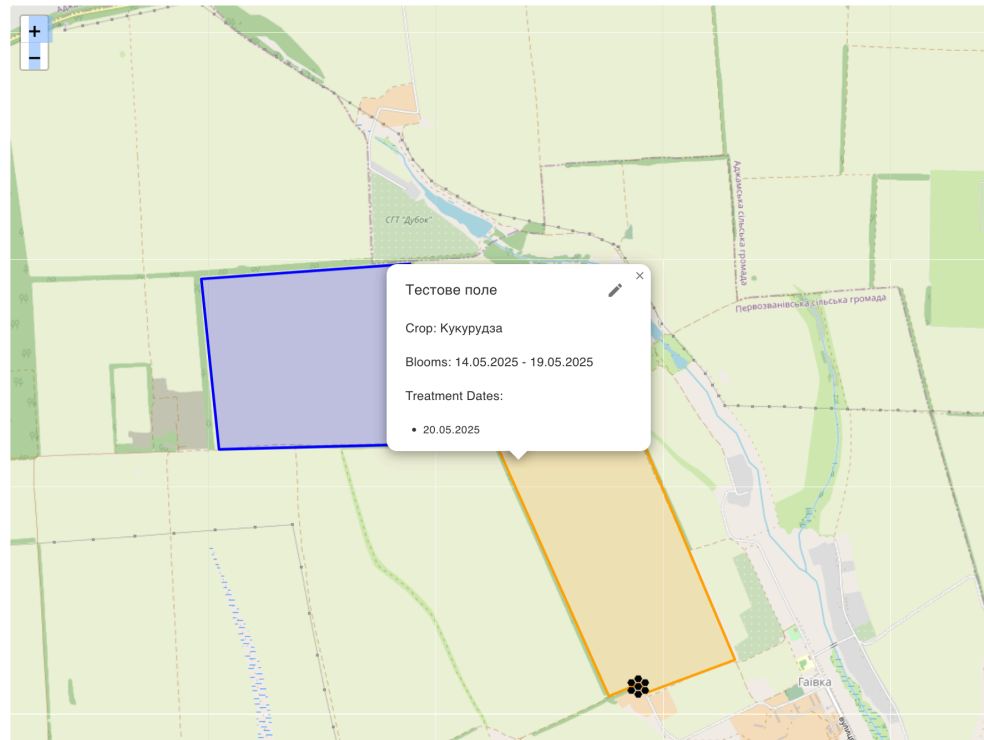 +
−
СГТ "Дубок"
Аджамська сільська громада
Первозванівська сільська громада
×
Тестове поле
Crop: Кукурудза
Blooms: 14.05.2025 - 19.05.2025
Treatment Dates:
• 20.05.2025
Гаївка